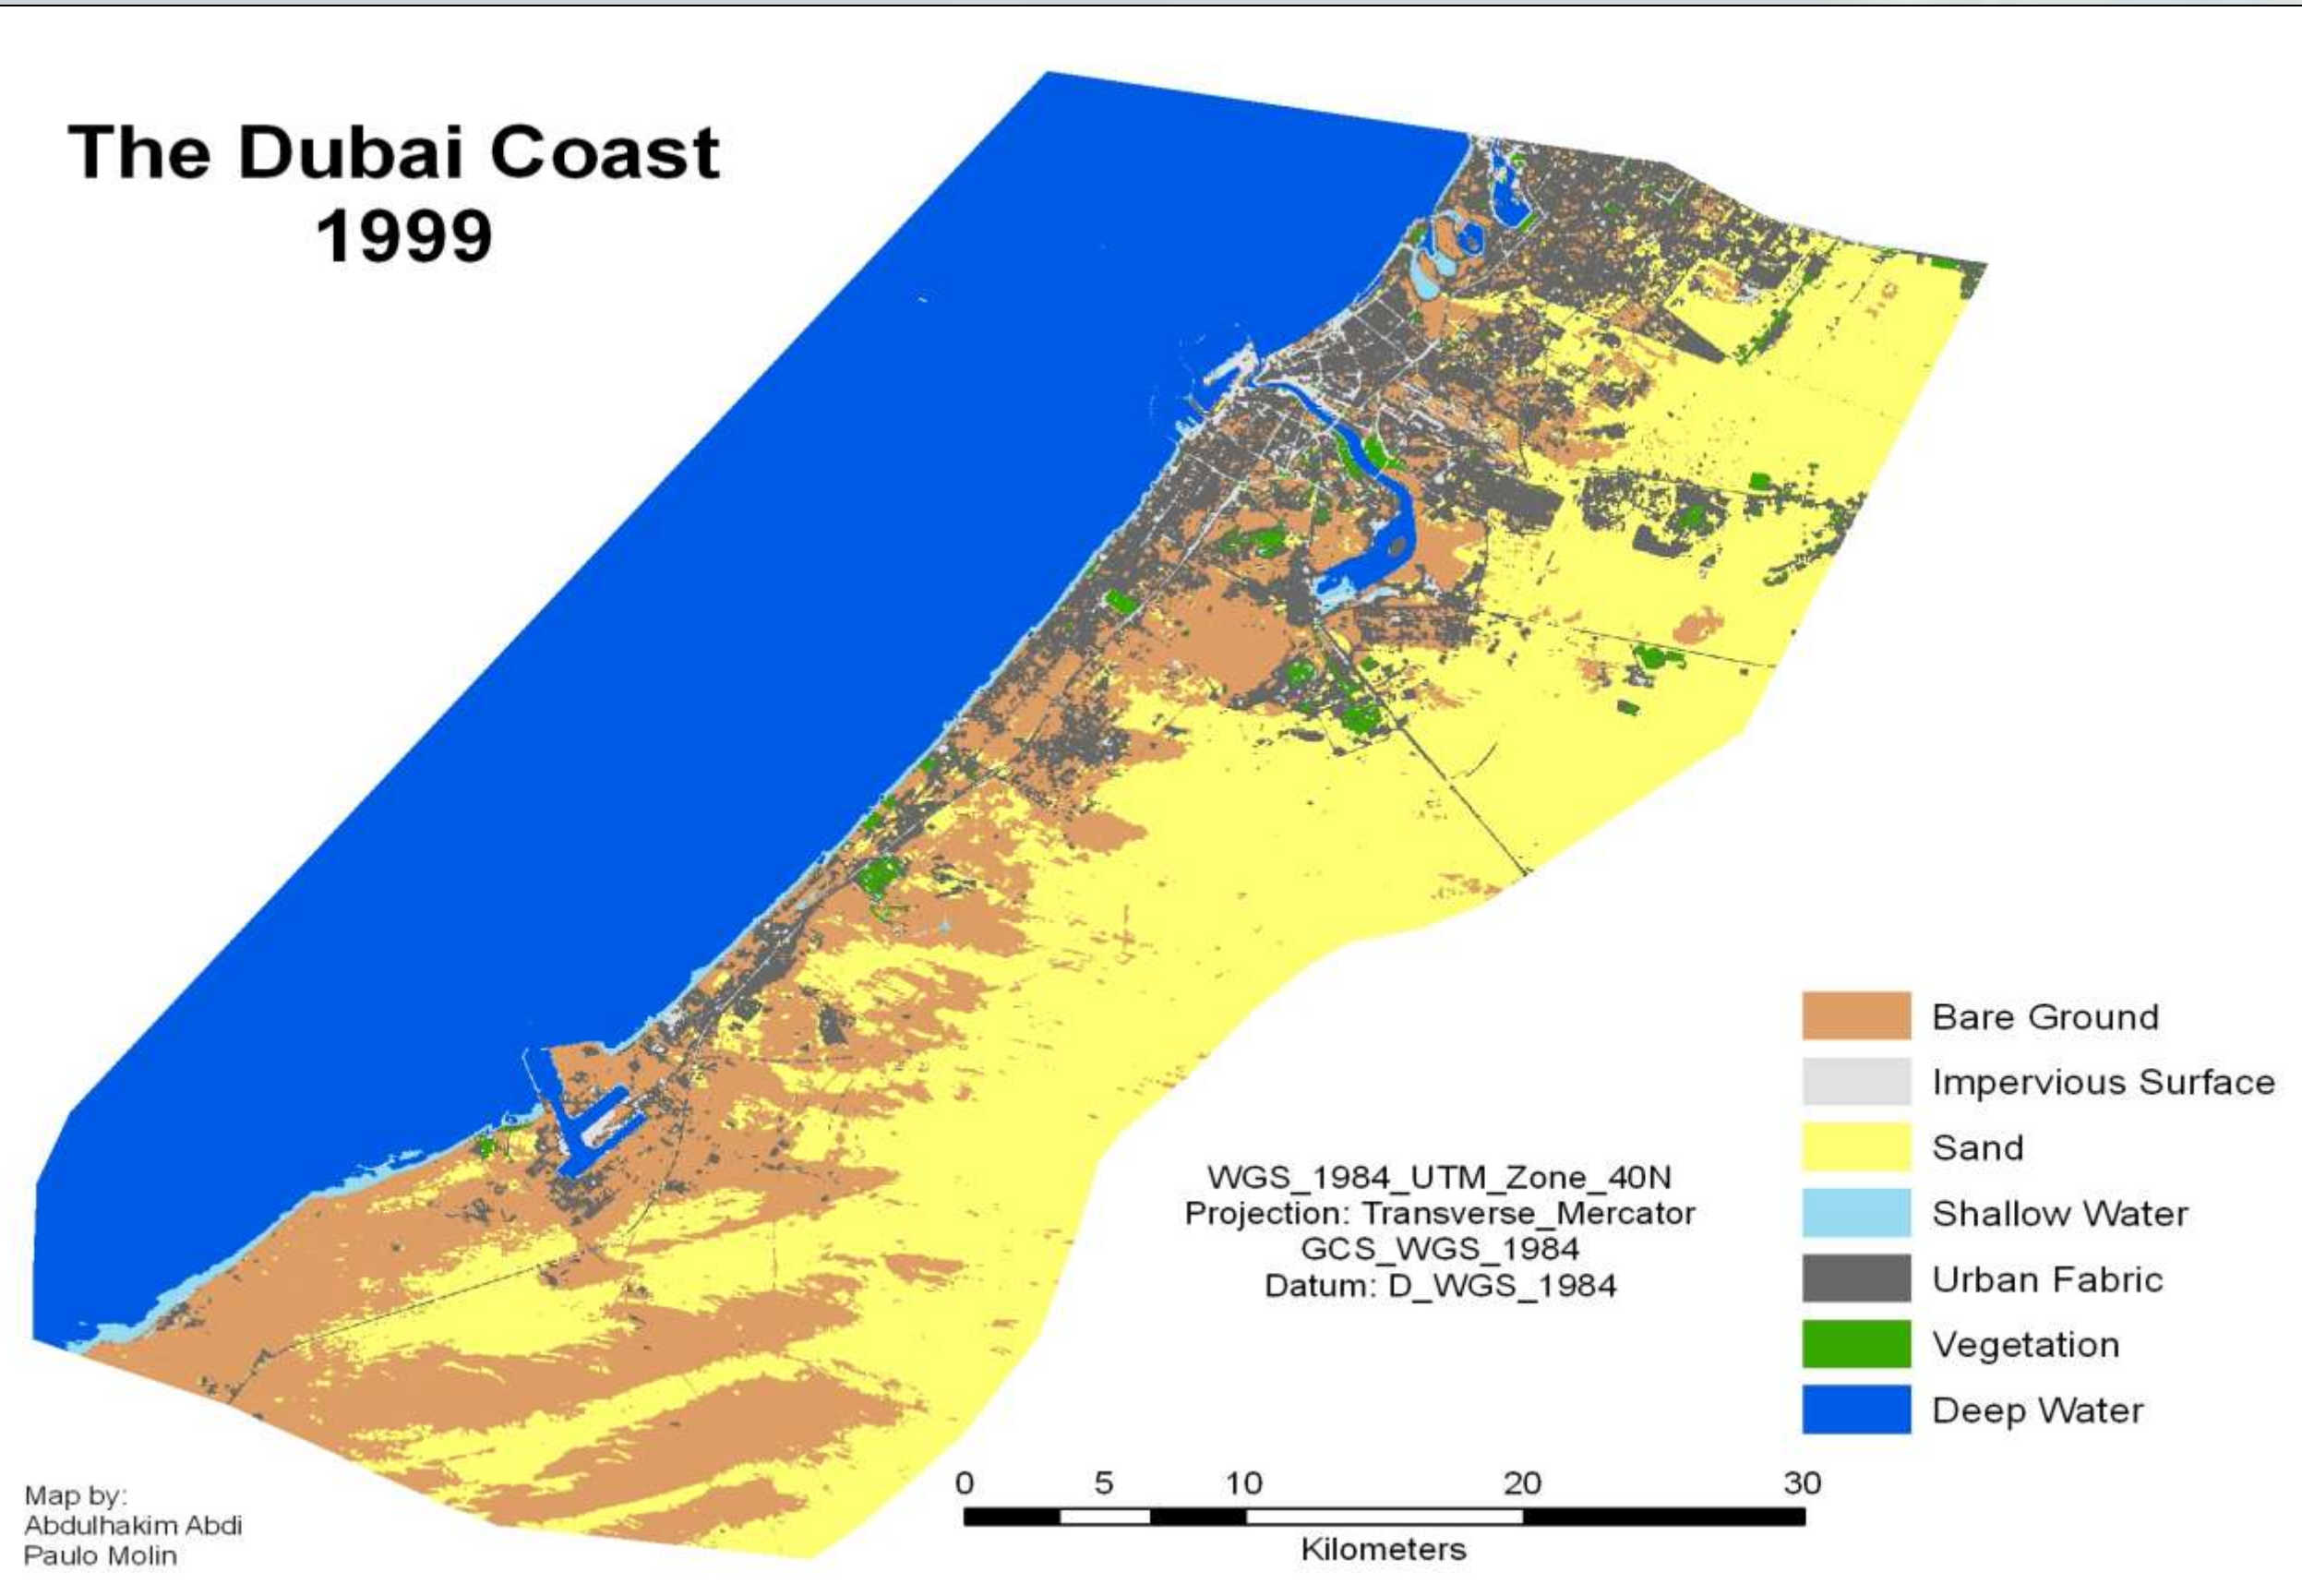 The Dubai Coast
1999
Bare Ground
Impervious Surface
Sand
Shallow Water
Urban Fabric
Vegetation
Deep Water
WGS_1984_UTM_Zone_40N
Projection: Transverse_Mercator
GCS_WGS_1984
Datum: D_WGS_1984
0 5 10 20 30
Kilometers
Map by:
Abdulhakim Abdi
Paulo Molin